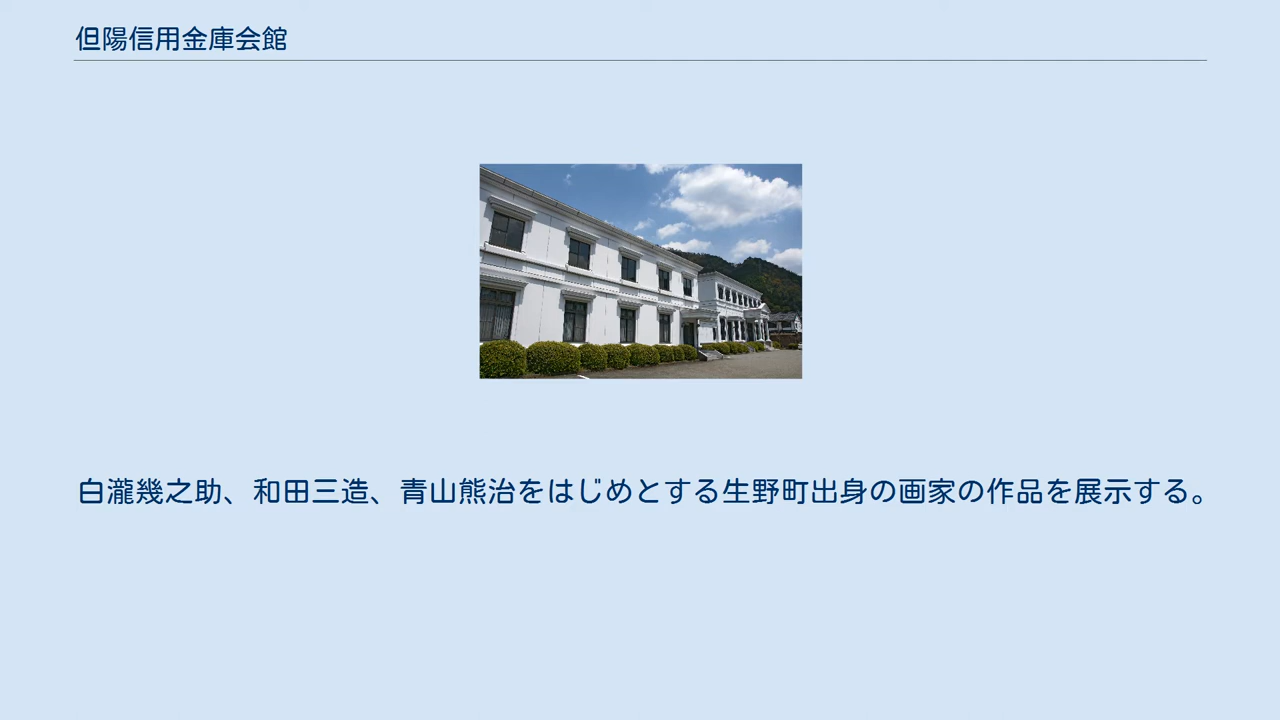 但陽信用金庫会館
白瀧幾之助、和田三造、青山熊治をはじめとする生野町出身の画家の作品を展示する。